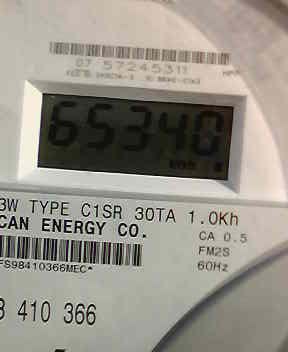 07 57245311
65340
3W TYPE C1SR 30TA 1.0Kh
CAN ENERGY CO.
CA 0.5
FM2S
60Hz
FS98410366MEC*
8 410 366